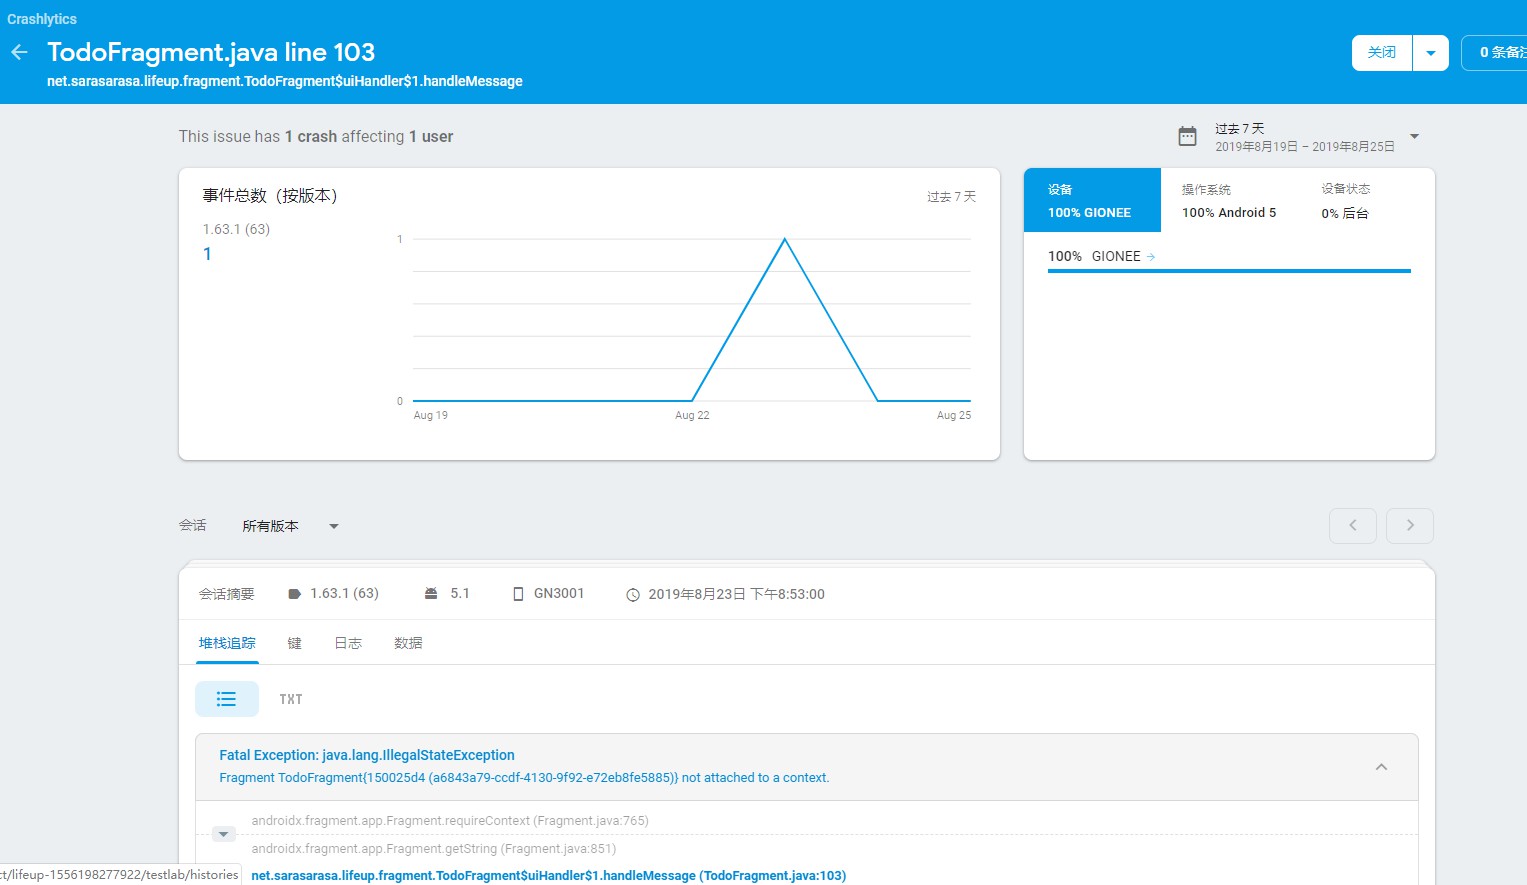 Crashlytics
TodoFragment.java line 103
net.sarasarasa.lifeup.fragment.TodoFragment$uiHandler$1.handleMessage
关闭
0 条备注
This issue has 1 crash affecting 1 user
过去 7 天
2019年8月19日 – 2019年8月25日
事件总数（按版本）
过去 7 天
1.63.1 (63)
1
1
0
Aug 19
Aug 22
Aug 25
设备
100% GIONEE
操作系统
100% Android 5
设备状态
0% 后台
100% GIONEE
会话
所有版本
会话摘要
1.63.1 (63)
5.1
GN3001
2019年8月23日 下午8:53:00
堆栈追踪
键
日志
数据
TXT
Fatal Exception: java.lang.IllegalStateException
Fragment TodoFragment{150025d4 (a6843a79-ccdf-4130-9f92-e72eb8fe5885)} not attached to a context.
androidx.fragment.app.Fragment.requireContext (Fragment.java:765)
androidx.fragment.app.Fragment.getString (Fragment.java:851)
ct/lifeup-1556198277922/testlab/histories
net.sarasarasa.lifeup.fragment.TodoFragment$uiHandler$1.handleMessage (TodoFragment.java:103)